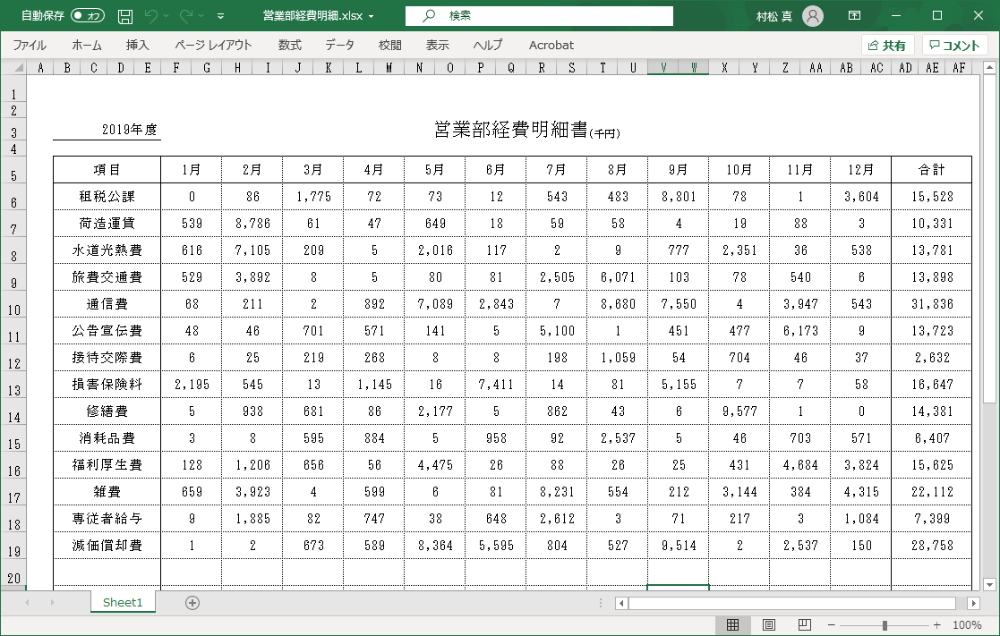 自動保存 オフ 営業部経費明細.xlsx 検索 村松 真
ファイル ホーム 挿入 ページ レイアウト 数式 データ 校閲 表示 ヘルプ Acrobat 共有 コメント
A B C D E F G H I J K L M N O P Q R S T U V W X Y Z AA AB AC AD AE AF
1
2
3 2019年度 営業部経費明細書(千円)
4
5 項目 1月 2月 3月 4月 5月 6月 7月 8月 9月 10月 11月 12月 合計
6 租税公課 0 86 1,775 72 73 12 543 483 8,801 78 1 3,604 15,528
7 荷造運賃 539 8,786 61 47 649 18 59 58 4 19 88 3 10,331
8 水道光熱費 616 7,105 209 5 2,016 117 2 9 777 2,351 36 538 13,781
9 旅費交通費 529 3,892 8 5 80 81 2,505 6,071 103 78 540 6 13,898
10 通信費 68 211 2 892 7,089 2,843 7 8,680 7,550 4 3,947 543 31,836
11 公告宣伝費 48 46 701 571 141 5 5,100 1 451 477 6,173 9 13,723
12 接待交際費 6 25 219 268 8 8 198 1,059 54 704 46 37 2,632
13 損害保険料 2,195 545 13 1,145 16 7,411 14 81 5,155 7 7 58 16,647
14 修繕費 5 938 681 86 2,177 5 862 43 6 9,577 1 0 14,381
15 消耗品費 3 8 595 884 5 958 92 2,537 5 46 703 571 6,407
16 福利厚生費 128 1,206 656 56 4,475 26 88 26 25 431 4,684 3,824 15,625
17 雑費 659 3,923 4 599 6 81 8,231 554 212 3,144 384 4,315 22,112
18 専従者給与 9 1,885 82 747 38 648 2,612 3 71 217 3 1,084 7,399
19 減価償却費 1 2 673 589 8,364 5,595 804 527 9,514 2 2,537 150 28,758
20
Sheet1
100%